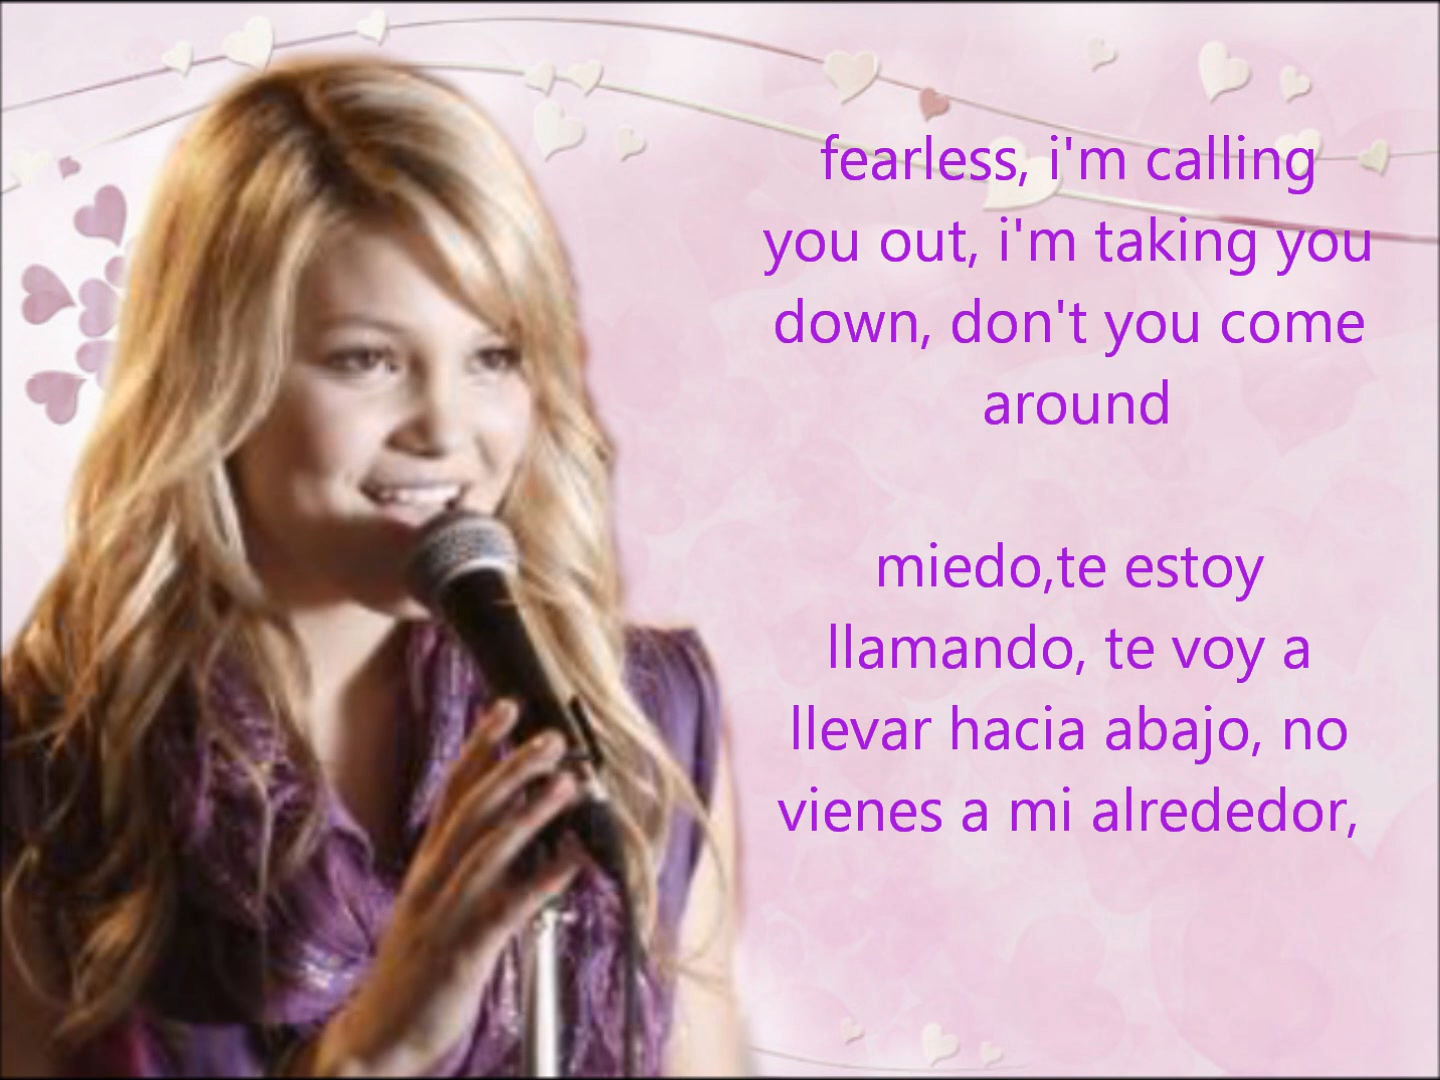 fearless, i'm calling
you out, i'm taking you
down, don't you come
around
miedo,te estoy
llamando, te voy a
llevar hacia abajo, no
vienes a mi alrededor,